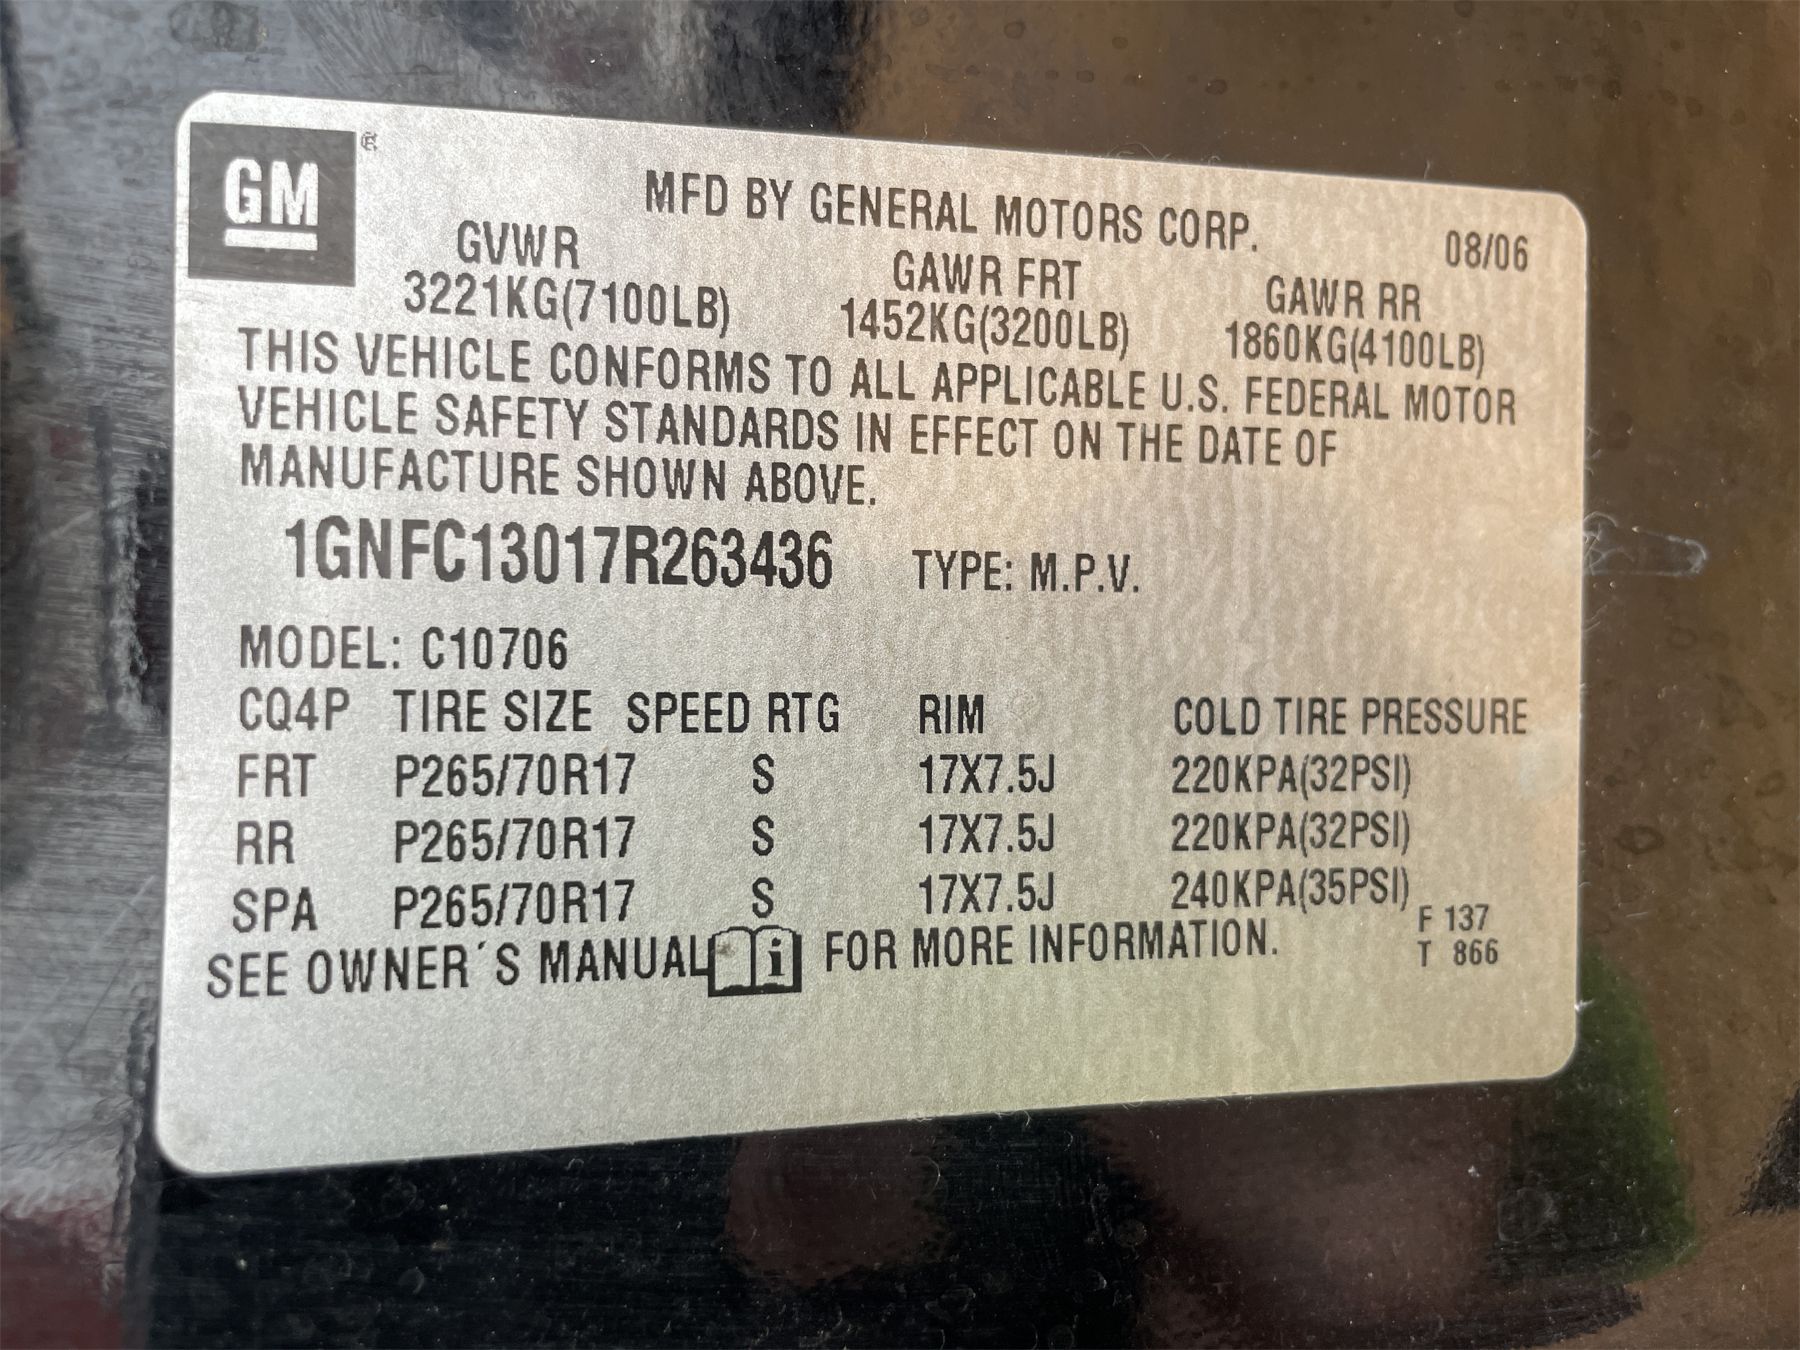 GM ®
MFD BY GENERAL MOTORS CORP. 08/06
GVWR GAWR FRT GAWR RR
3221KG(7100LB) 1452KG(3200LB) 1860KG(4100LB)
THIS VEHICLE CONFORMS TO ALL APPLICABLE U.S. FEDERAL MOTOR
VEHICLE SAFETY STANDARDS IN EFFECT ON THE DATE OF
MANUFACTURE SHOWN ABOVE.
1GNFC13017R263436 TYPE: M.P.V.
MODEL: C10706
CQ4P TIRE SIZE SPEED RTG RIM COLD TIRE PRESSURE
FRT P265/70R17 S 17X7.5J 220KPA(32PSI)
RR P265/70R17 S 17X7.5J 220KPA(32PSI)
SPA P265/70R17 S 17X7.5J 240KPA(35PSI)
SEE OWNER´S MANUAL i FOR MORE INFORMATION.
F 137
T 866